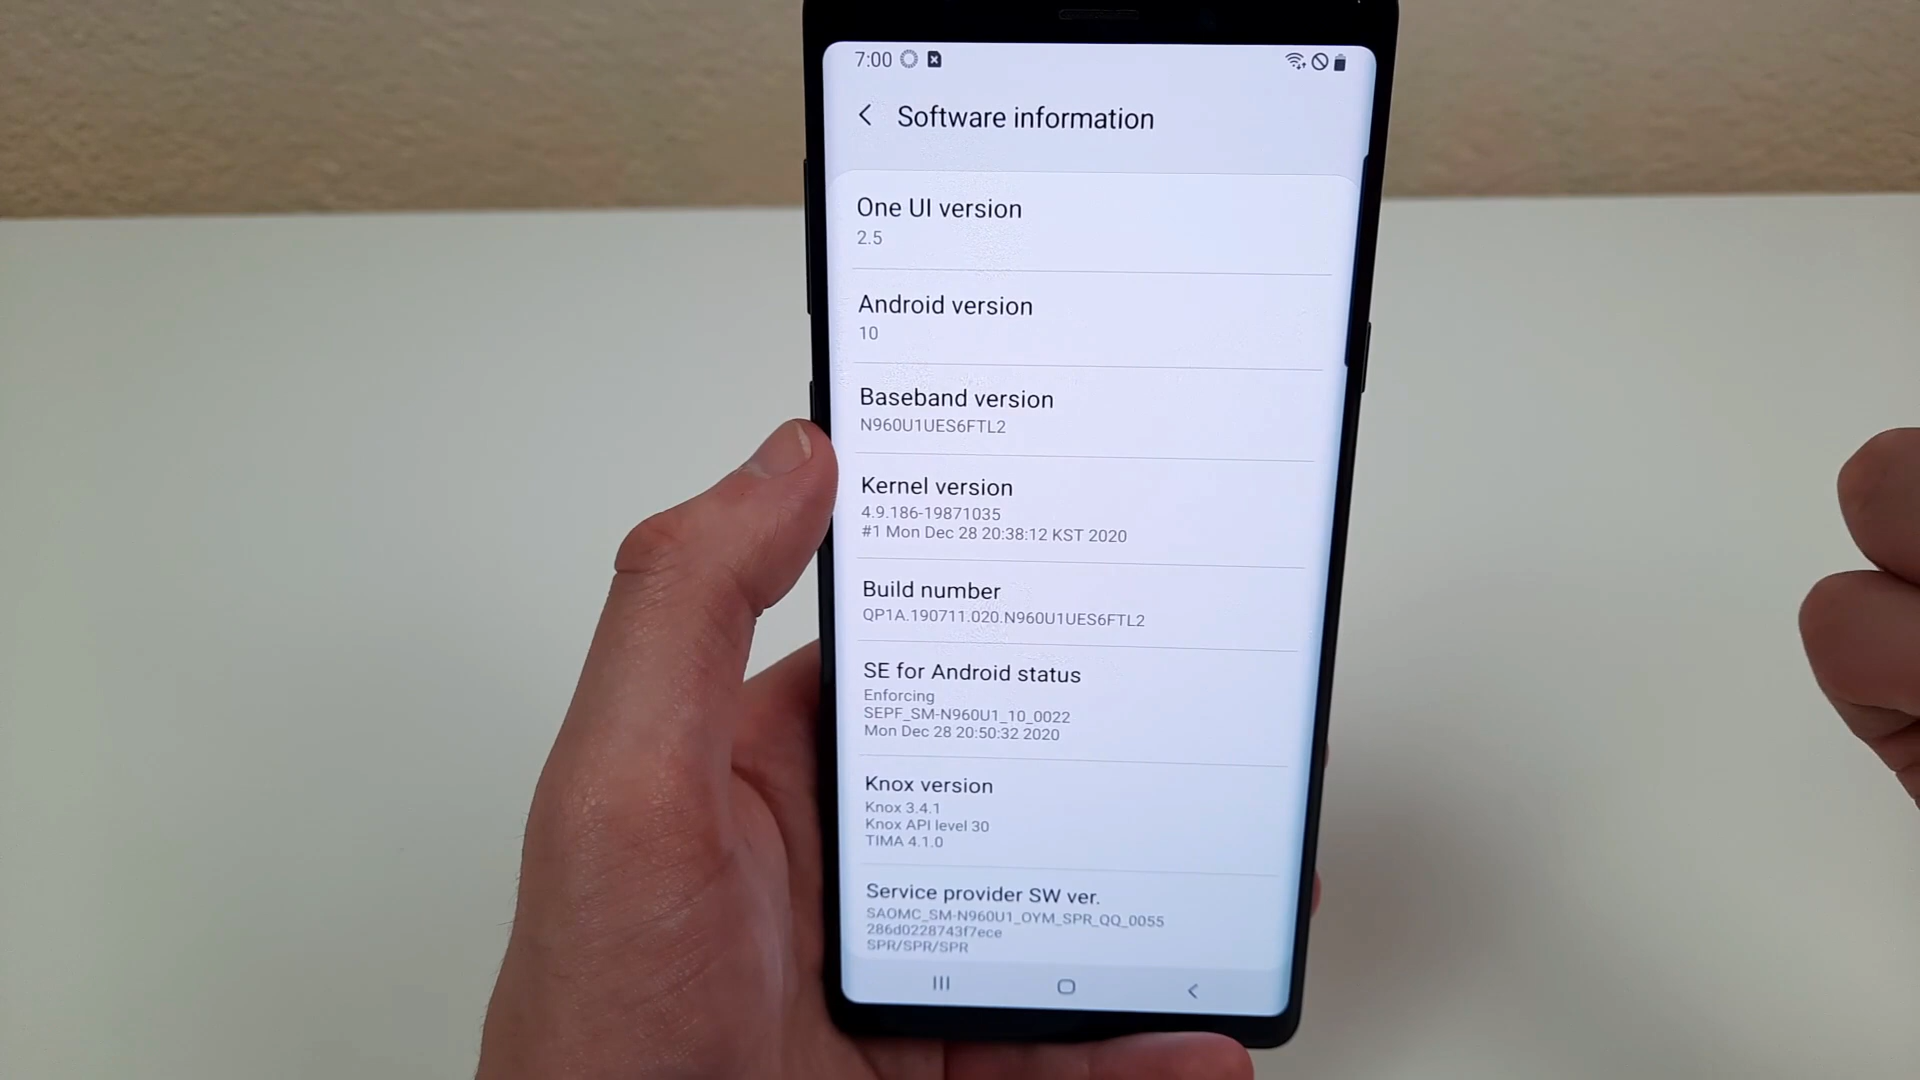 7:00
Software information
One UI version
2.5
Android version
10
Baseband version
N960U1UES6FTL2
Kernel version
4.9.186-19871035
#1 Mon Dec 28 20:38:12 KST 2020
Build number
QP1A.190711.020.N960U1UES6FTL2
SE for Android status
Enforcing
SEPF_SM-N960U1_10_0022
Mon Dec 28 20:50:32 2020
Knox version
Knox 3.4.1
Knox API level 30
TIMA 4.1.0
Service provider SW ver.
SAOMC_SM-N960U1_OYM_SPR_QQ_0055
286d0228743f7ece
SPR/SPR/SPR